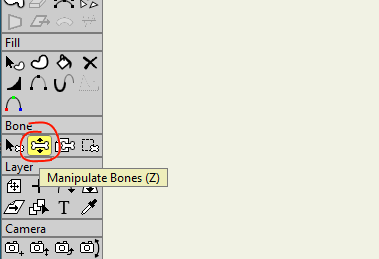 Fill
Bone
Layer
Manipulate Bones (Z)
T
Camera